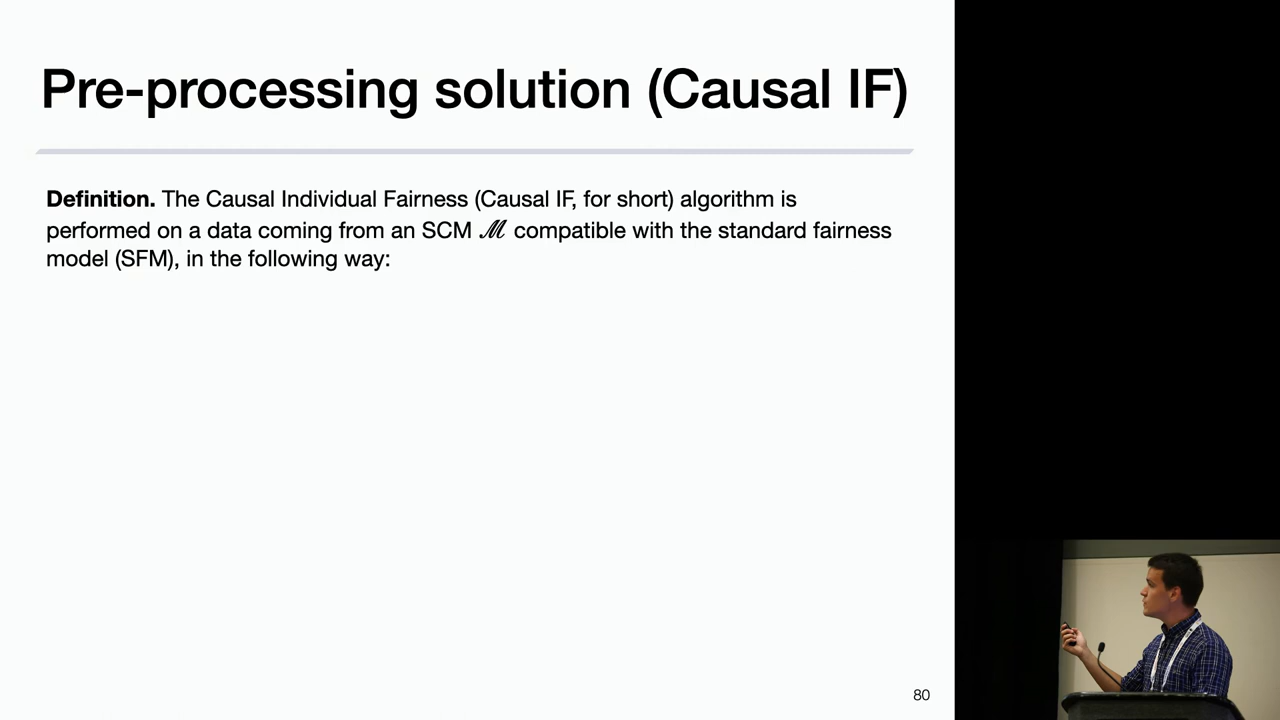 Pre-processing solution (Causal IF)
Definition. The Causal Individual Fairness (Causal IF, for short) algorithm is
performed on a data coming from an SCM ℳ compatible with the standard fairness
model (SFM), in the following way:
80